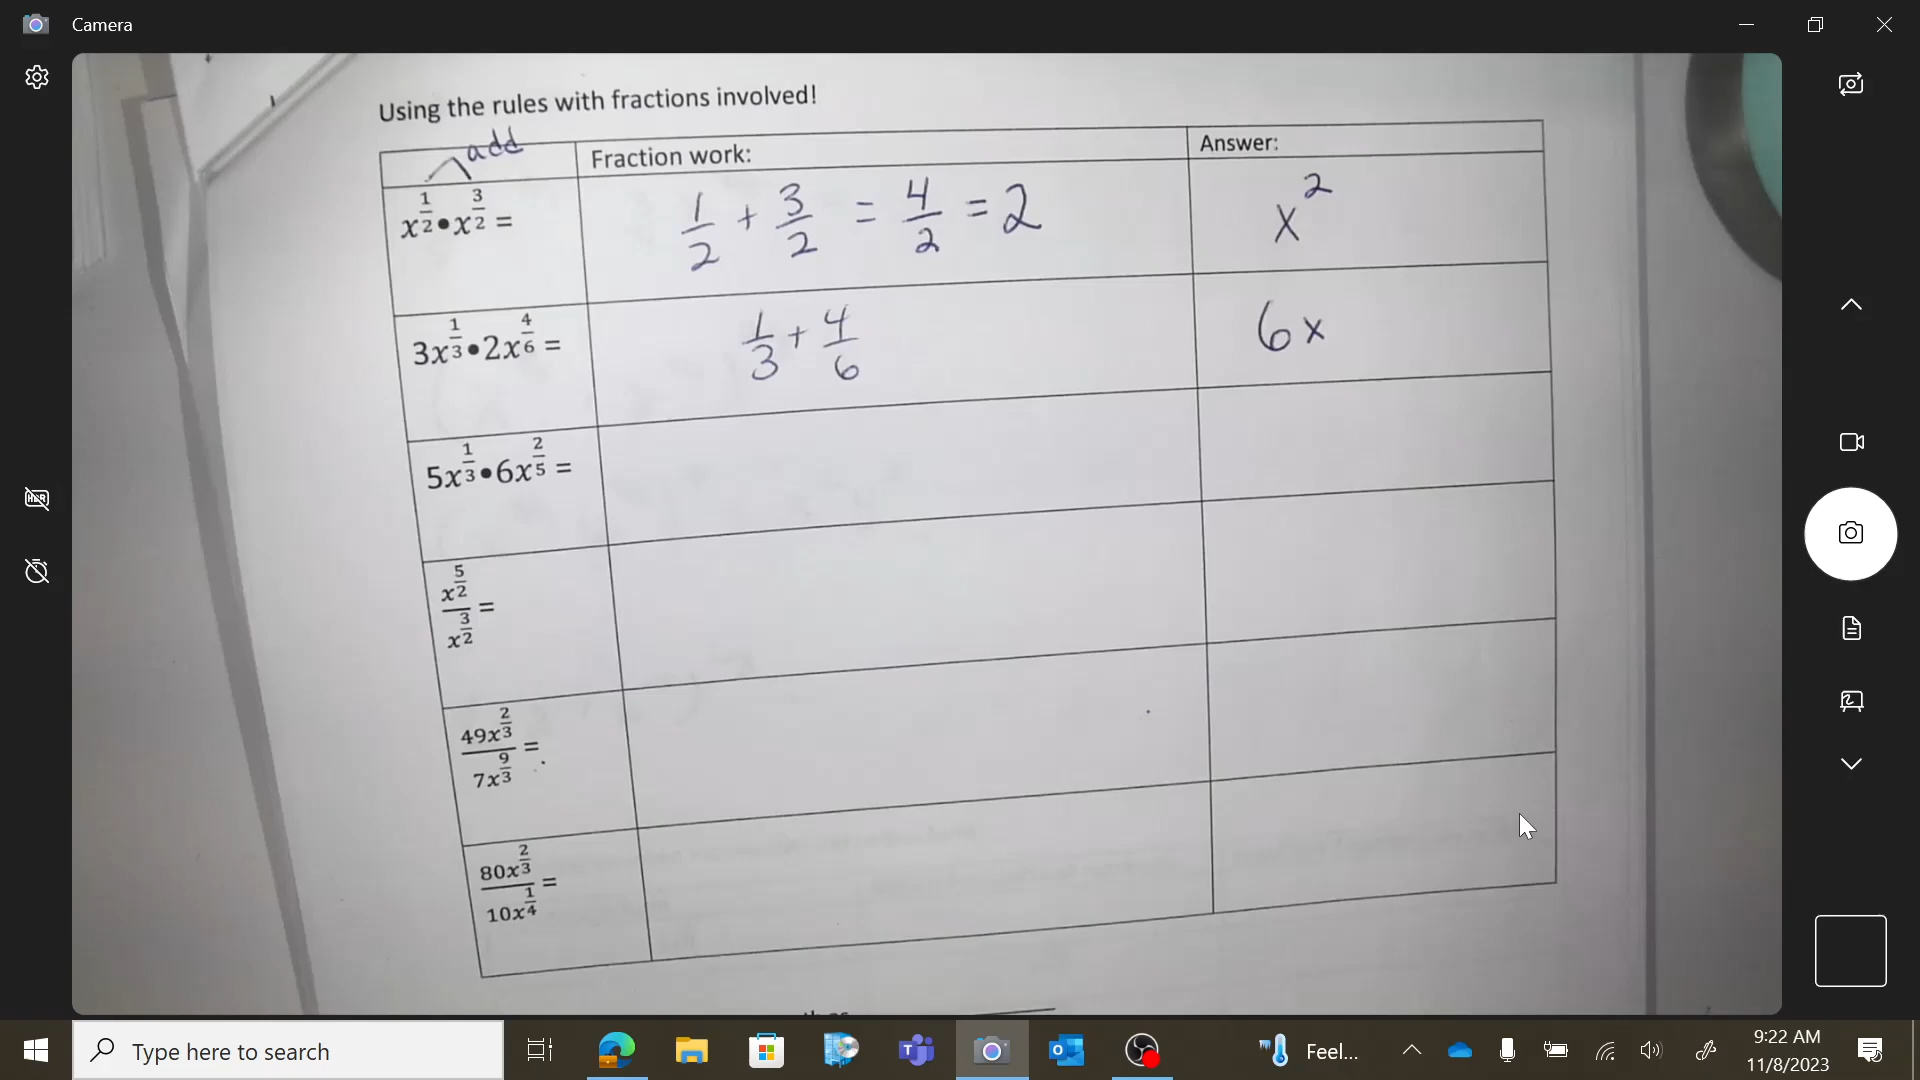 Camera
Using the rules with fractions involved!
add
Fraction work:
Answer:
x^{1/2}•x^{3/2} =
1/2 + 3/2 = 4/2 = 2
x^2
3x^{1/3}•2x^{4/6} =
1/3 + 4/6
6x
5x^{1/3}•6x^{2/5} =
x^{5/2}/x^{3/2} =
49x^{2/3}/7x^{9/3} =
80x^{2/3}/10x^{1/4} =
Type here to search
Feel...
9:22 AM
11/8/2023